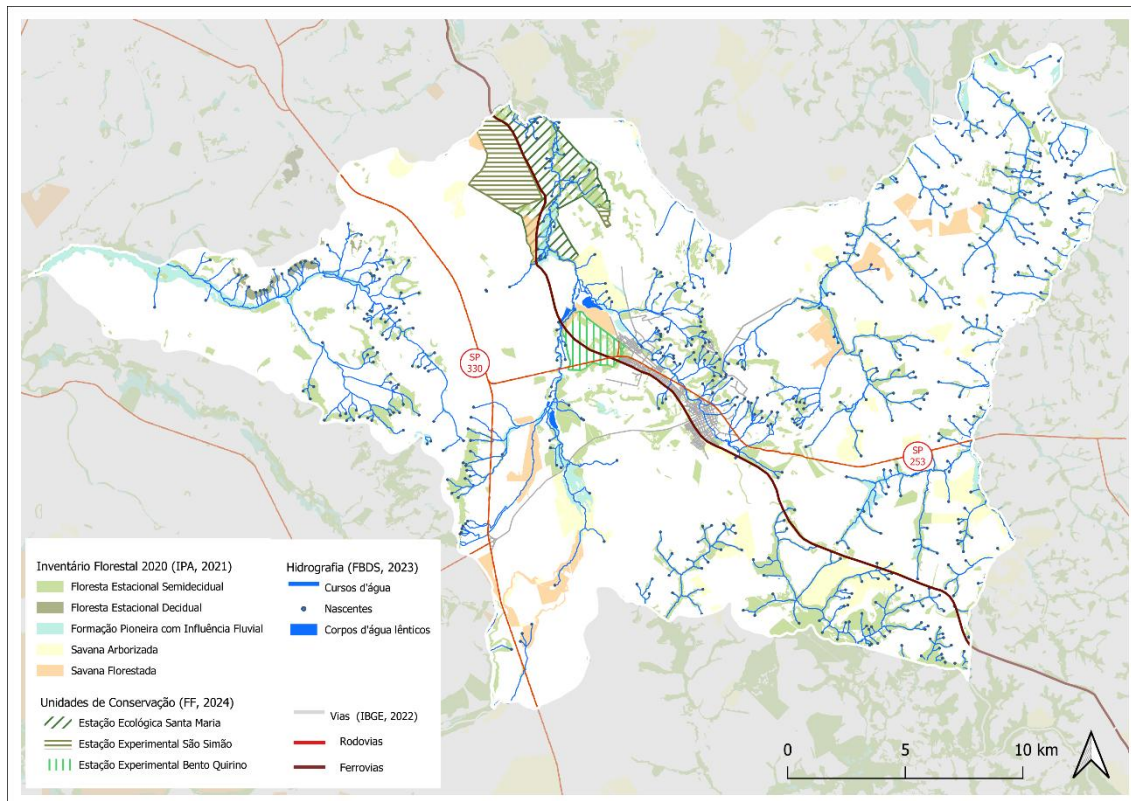 SP
330
SP
253
Inventário Florestal 2020 (IPA, 2021)
Floresta Estacional Semidecidual
Floresta Estacional Decidual
Formação Pioneira com Influência Fluvial
Savana Arborizada
Savana Florestada
Unidades de Conservação (FF, 2024)
Estação Ecológica Santa Maria
Estação Experimental São Simão
Estação Experimental Bento Quirino
Hidrografia (FBDS, 2023)
Cursos d'água
Nascentes
Corpos d'água lênticos
Vias (IBGE, 2022)
Rodovias
Ferrovias
0 5 10 km